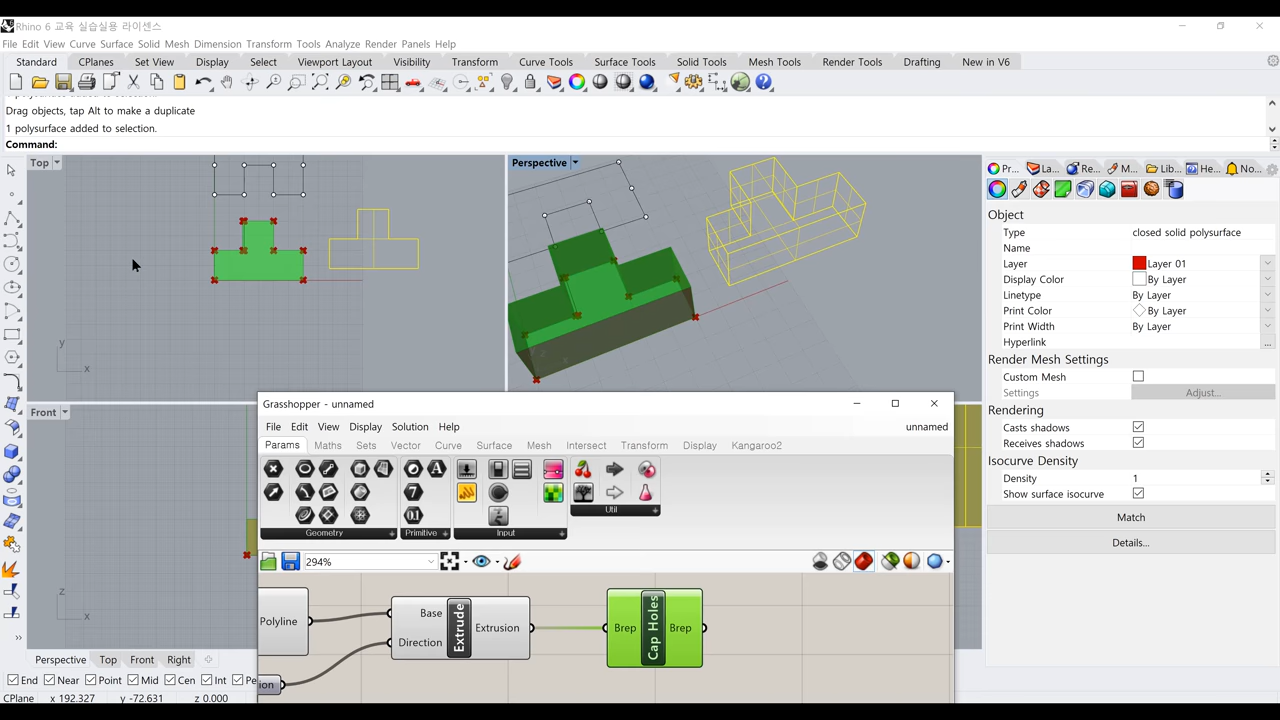 Rhino 6 교육 실습실용 라이센스
File Edit View Curve Surface Solid Mesh Dimension Transform Tools Analyze Render Panels Help
Standard CPlanes Set View Display Select Viewport Layout Visibility Transform Curve Tools Surface Tools Solid Tools Mesh Tools Render Tools Drafting New in V6
Drag objects, tap Alt to make a duplicate
1 polysurface added to selection.
Command:
Top
Perspective
Pr... La... Re... M... Lib... He... No...
Object
Type closed solid polysurface
Name
Layer Layer 01
Display Color By Layer
Linetype By Layer
Print Color By Layer
Print Width By Layer
Hyperlink ...
Render Mesh Settings
Custom Mesh
Settings Adjust...
Rendering
Casts shadows
Receives shadows
Isocurve Density
Density 1
Show surface isocurve
Match
Details...
y
x
Front
z
x
Grasshopper - unnamed
File Edit View Display Solution Help unnamed
Params Maths Sets Vector Curve Surface Mesh Intersect Transform Display Kangaroo2
Geometry Primitive Input Util
294%
Polyline
Base
Direction
Extrude
Extrusion
Brep
Cap Holes
Brep
ion
Perspective Top Front Right
End Near Point Mid Cen Int Pe
CPlane x 192.327 y -72.631 z 0.000